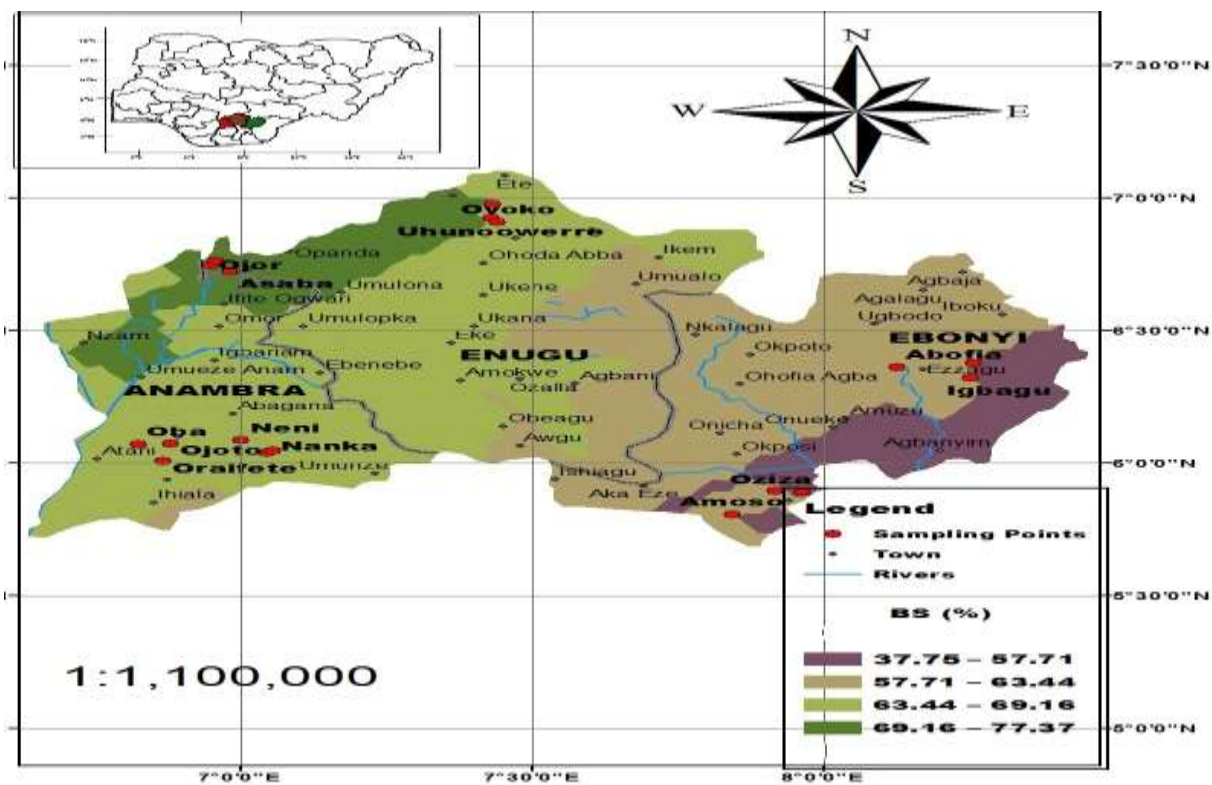 N
W E
S
7°30'0"N
7°0'0"N
6°30'0"N
6°0'0"N
5°30'0"N
5°0'0"N
Ete
Ovoko
Uhunoowerre
Opanda
Ohoda Abba
Ikem
Ojor
Asaba
Umulona
Ukehe
Umualo
Agbaja
Ifite Ogwari
Agalagu
Iboku
Omor
Umulopka
Ukana
Ugbodo
Nzam
Eke
Nkalagu
EBONYI
Igbariam
ENUGU
Okpoto
Abofia
Umueze Anam
Ebenebe
Amokwe
Agbani
Ohofia Agba
Ezzagu
ANAMBRA
Ozalla
Igbagu
Abagana
Obeagu
Onueke
Amuzu
Oba
Neni
Awgu
Onicha
Atani
Ojoto
Nanka
Okposi
Agbanyim
Oraifete
Umunze
Ishiagu
Oziza
Ihiala
Aka Eze
Amoso
Legend
Sampling Points
Town
Rivers
BS (%)
37.75 – 57.71
57.71 – 63.44
63.44 – 69.16
69.16 – 77.37
1:1,100,000
7°0'0"E
7°30'0"E
8°0'0"E